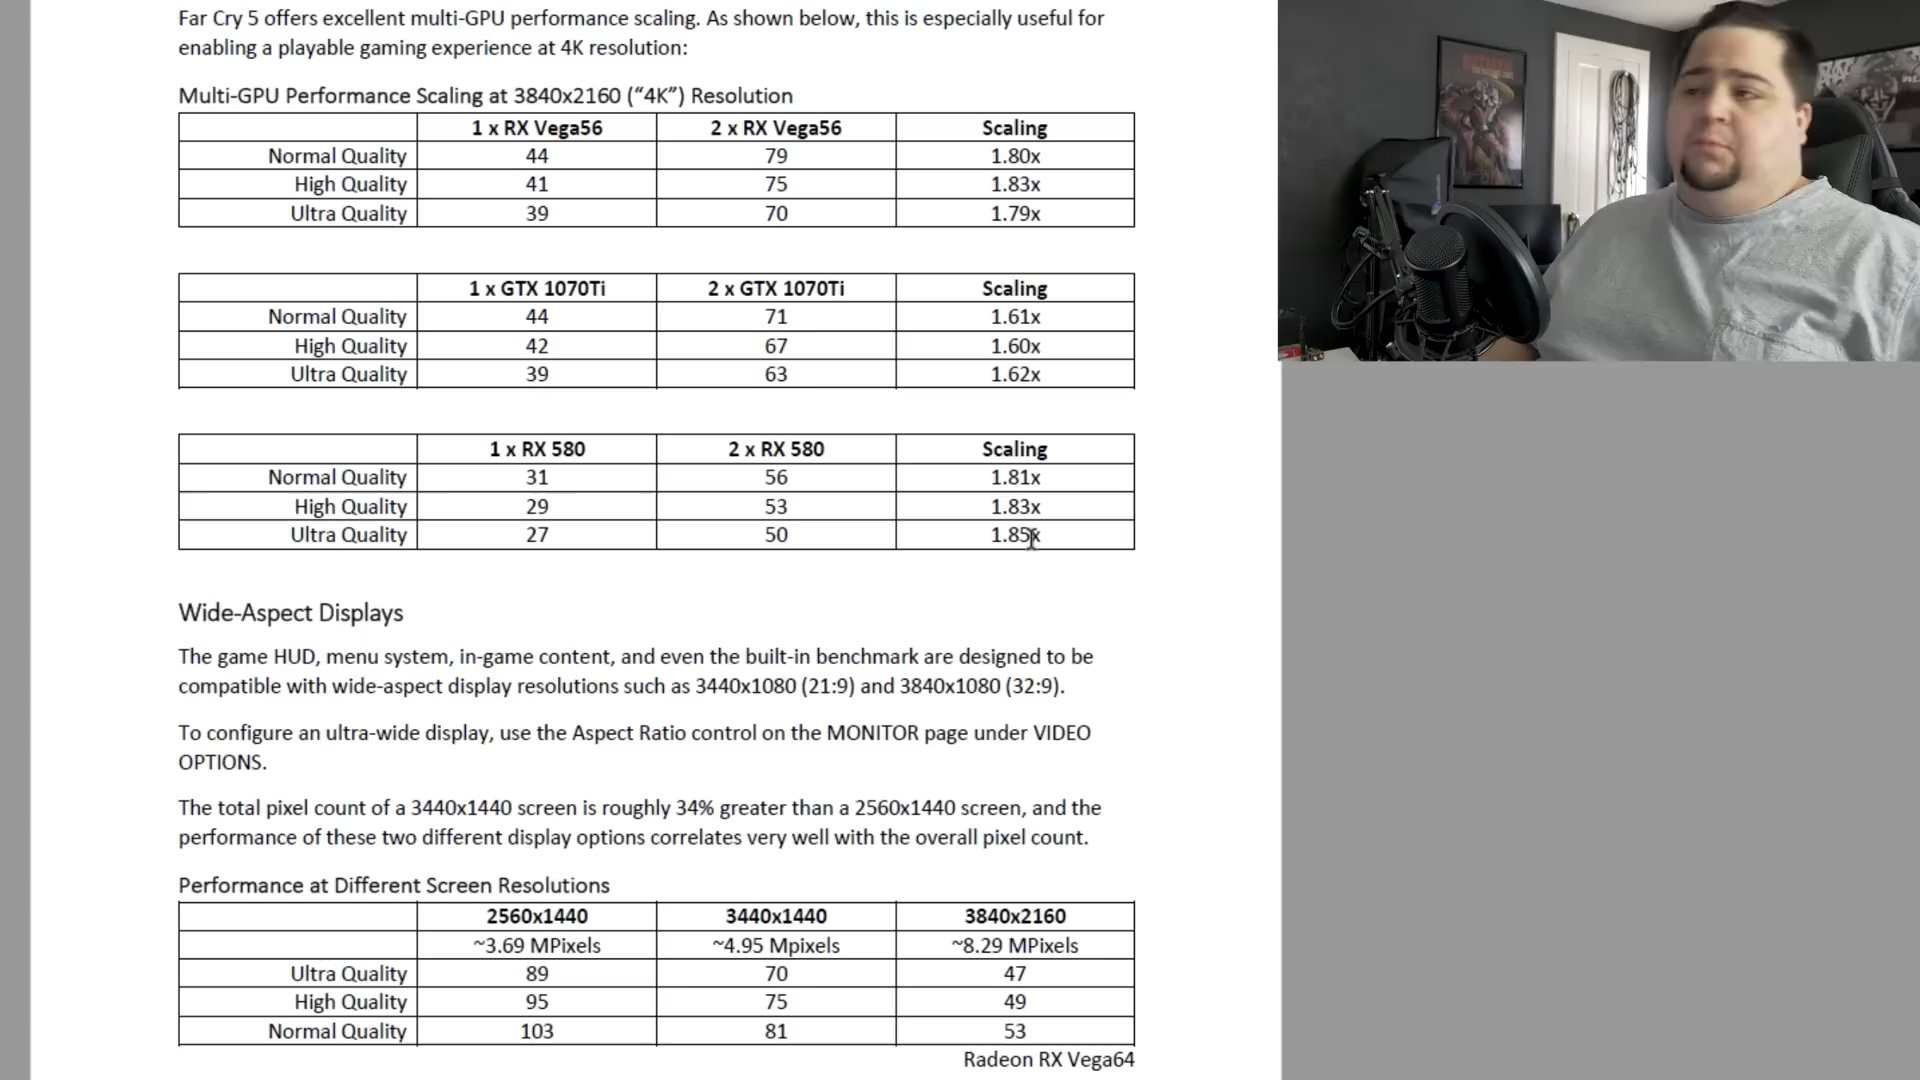 Far Cry 5 offers excellent multi-GPU performance scaling. As shown below, this is especially useful for
enabling a playable gaming experience at 4K resolution:
Multi-GPU Performance Scaling at 3840x2160 (“4K”) Resolution
1 x RX Vega56 2 x RX Vega56 Scaling
Normal Quality 44 79 1.80x
High Quality 41 75 1.83x
Ultra Quality 39 70 1.79x
1 x GTX 1070Ti 2 x GTX 1070Ti Scaling
Normal Quality 44 71 1.61x
High Quality 42 67 1.60x
Ultra Quality 39 63 1.62x
1 x RX 580 2 x RX 580 Scaling
Normal Quality 31 56 1.81x
High Quality 29 53 1.83x
Ultra Quality 27 50 1.85x
Wide-Aspect Displays
The game HUD, menu system, in-game content, and even the built-in benchmark are designed to be
compatible with wide-aspect display resolutions such as 3440x1080 (21:9) and 3840x1080 (32:9).
To configure an ultra-wide display, use the Aspect Ratio control on the MONITOR page under VIDEO
OPTIONS.
The total pixel count of a 3440x1440 screen is roughly 34% greater than a 2560x1440 screen, and the
performance of these two different display options correlates very well with the overall pixel count.
Performance at Different Screen Resolutions
2560x1440 3440x1440 3840x2160
~3.69 MPixels ~4.95 Mpixels ~8.29 MPixels
Ultra Quality 89 70 47
High Quality 95 75 49
Normal Quality 103 81 53
Radeon RX Vega64